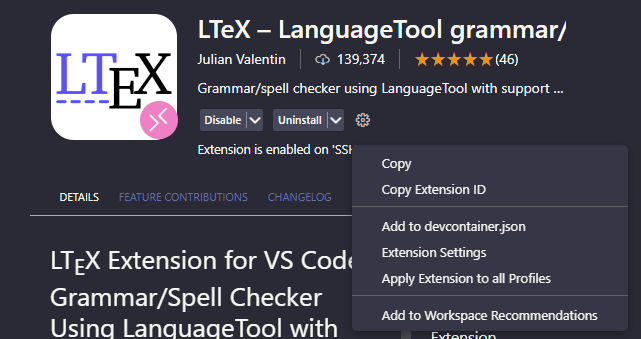 LTEX
LTeX – LanguageTool grammar/
Julian Valentin
139,374
(46)
Grammar/spell checker using LanguageTool with support ...
Disable
Uninstall
Extension is enabled on 'SSH
DETAILS
FEATURE CONTRIBUTIONS
CHANGELOG
Copy
Copy Extension ID
Add to devcontainer.json
Extension Settings
Apply Extension to all Profiles
Add to Workspace Recommendations
LTEX Extension for VS Code
Grammar/Spell Checker
Using LanguageTool with
Extension